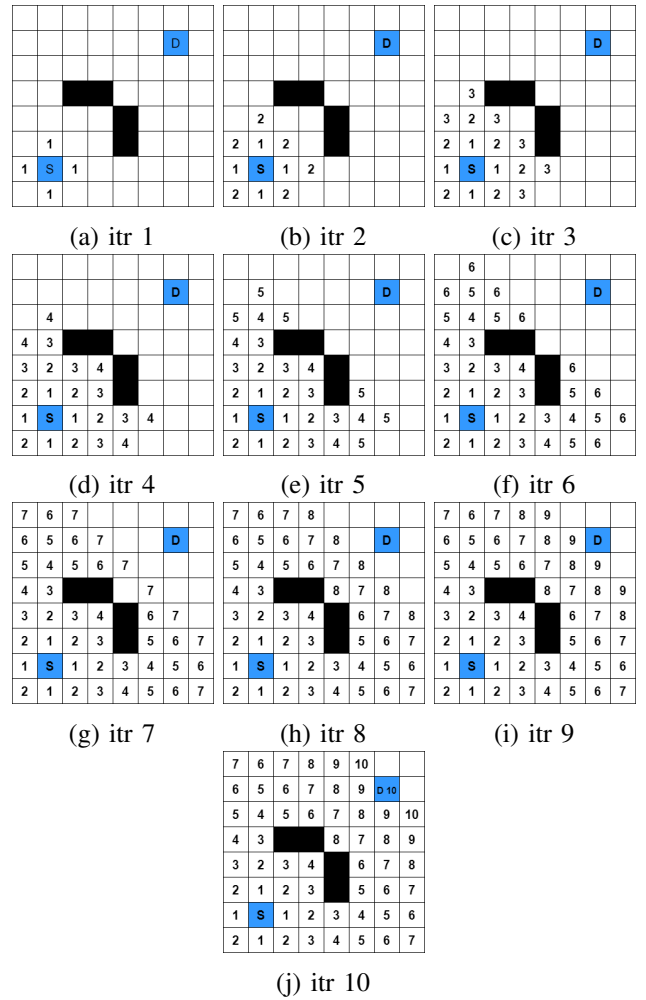 D
1
1 S 1
1
(a) itr 1
D
2
2 1 2
1 S 1 2
2 1 2
(b) itr 2
D
3
3 2 3
2 1 2 3
1 S 1 2 3
2 1 2 3
(c) itr 3
D
4
4 3
3 2 3 4
2 1 2 3
1 S 1 2 3 4
2 1 2 3 4
(d) itr 4
5 D
5 4 5
4 3
3 2 3 4
2 1 2 3 5
1 S 1 2 3 4 5
2 1 2 3 4 5
(e) itr 5
6
6 5 6 D
5 4 5 6
4 3
3 2 3 4 6
2 1 2 3 5 6
1 S 1 2 3 4 5 6
2 1 2 3 4 5 6
(f) itr 6
7 6 7
6 5 6 7 D
5 4 5 6 7
4 3 7
3 2 3 4 6 7
2 1 2 3 5 6 7
1 S 1 2 3 4 5 6
2 1 2 3 4 5 6 7
(g) itr 7
7 6 7 8
6 5 6 7 8 D
5 4 5 6 7 8
4 3 8 7 8
3 2 3 4 6 7 8
2 1 2 3 5 6 7
1 S 1 2 3 4 5 6
2 1 2 3 4 5 6 7
(h) itr 8
7 6 7 8 9
6 5 6 7 8 9 D
5 4 5 6 7 8 9
4 3 8 7 8 9
3 2 3 4 6 7 8
2 1 2 3 5 6 7
1 S 1 2 3 4 5 6
2 1 2 3 4 5 6 7
(i) itr 9
7 6 7 8 9 10
6 5 6 7 8 9 D 10
5 4 5 6 7 8 9 10
4 3 8 7 8 9
3 2 3 4 6 7 8
2 1 2 3 5 6 7
1 S 1 2 3 4 5 6
2 1 2 3 4 5 6 7
(j) itr 10